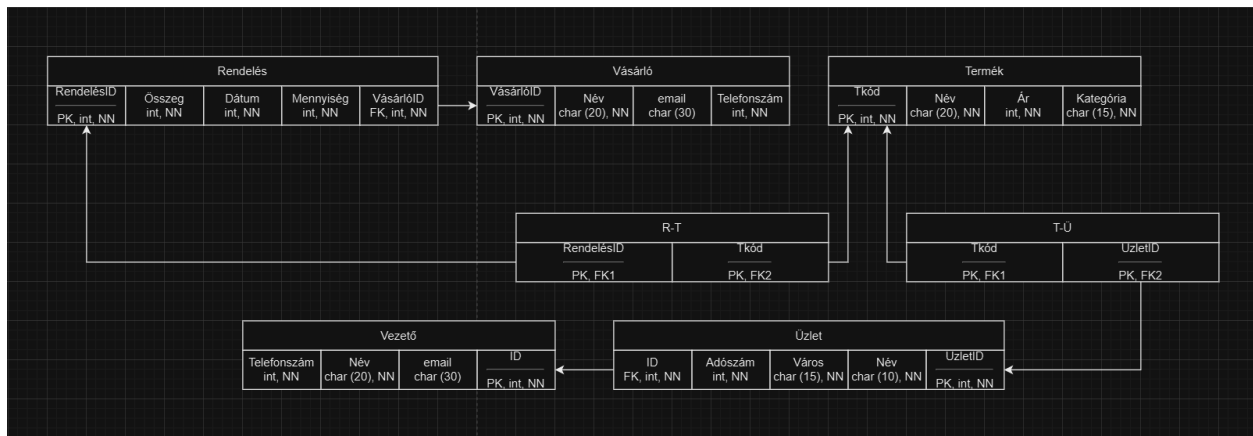 Rendelés
RendelésID
PK, int, NN
Összeg
int, NN
Dátum
int, NN
Mennyiség
int, NN
VásárlóID
FK, int, NN
Vásárló
VásárlóID
PK, int, NN
Név
char (20), NN
email
char (30)
Telefonszám
int, NN
Termék
Tkód
PK, int, NN
Név
char (20), NN
Ár
int, NN
Kategória
char (15), NN
R-T
RendelésID
PK, FK1
Tkód
PK, FK2
T-Ü
Tkód
PK, FK1
UzletID
PK, FK2
Vezető
Telefonszám
int, NN
Név
char (20), NN
email
char (30)
ID
PK, int, NN
Üzlet
ID
FK, int, NN
Adószám
int, NN
Város
char (15), NN
Név
char (10), NN
UzletID
PK, int, NN